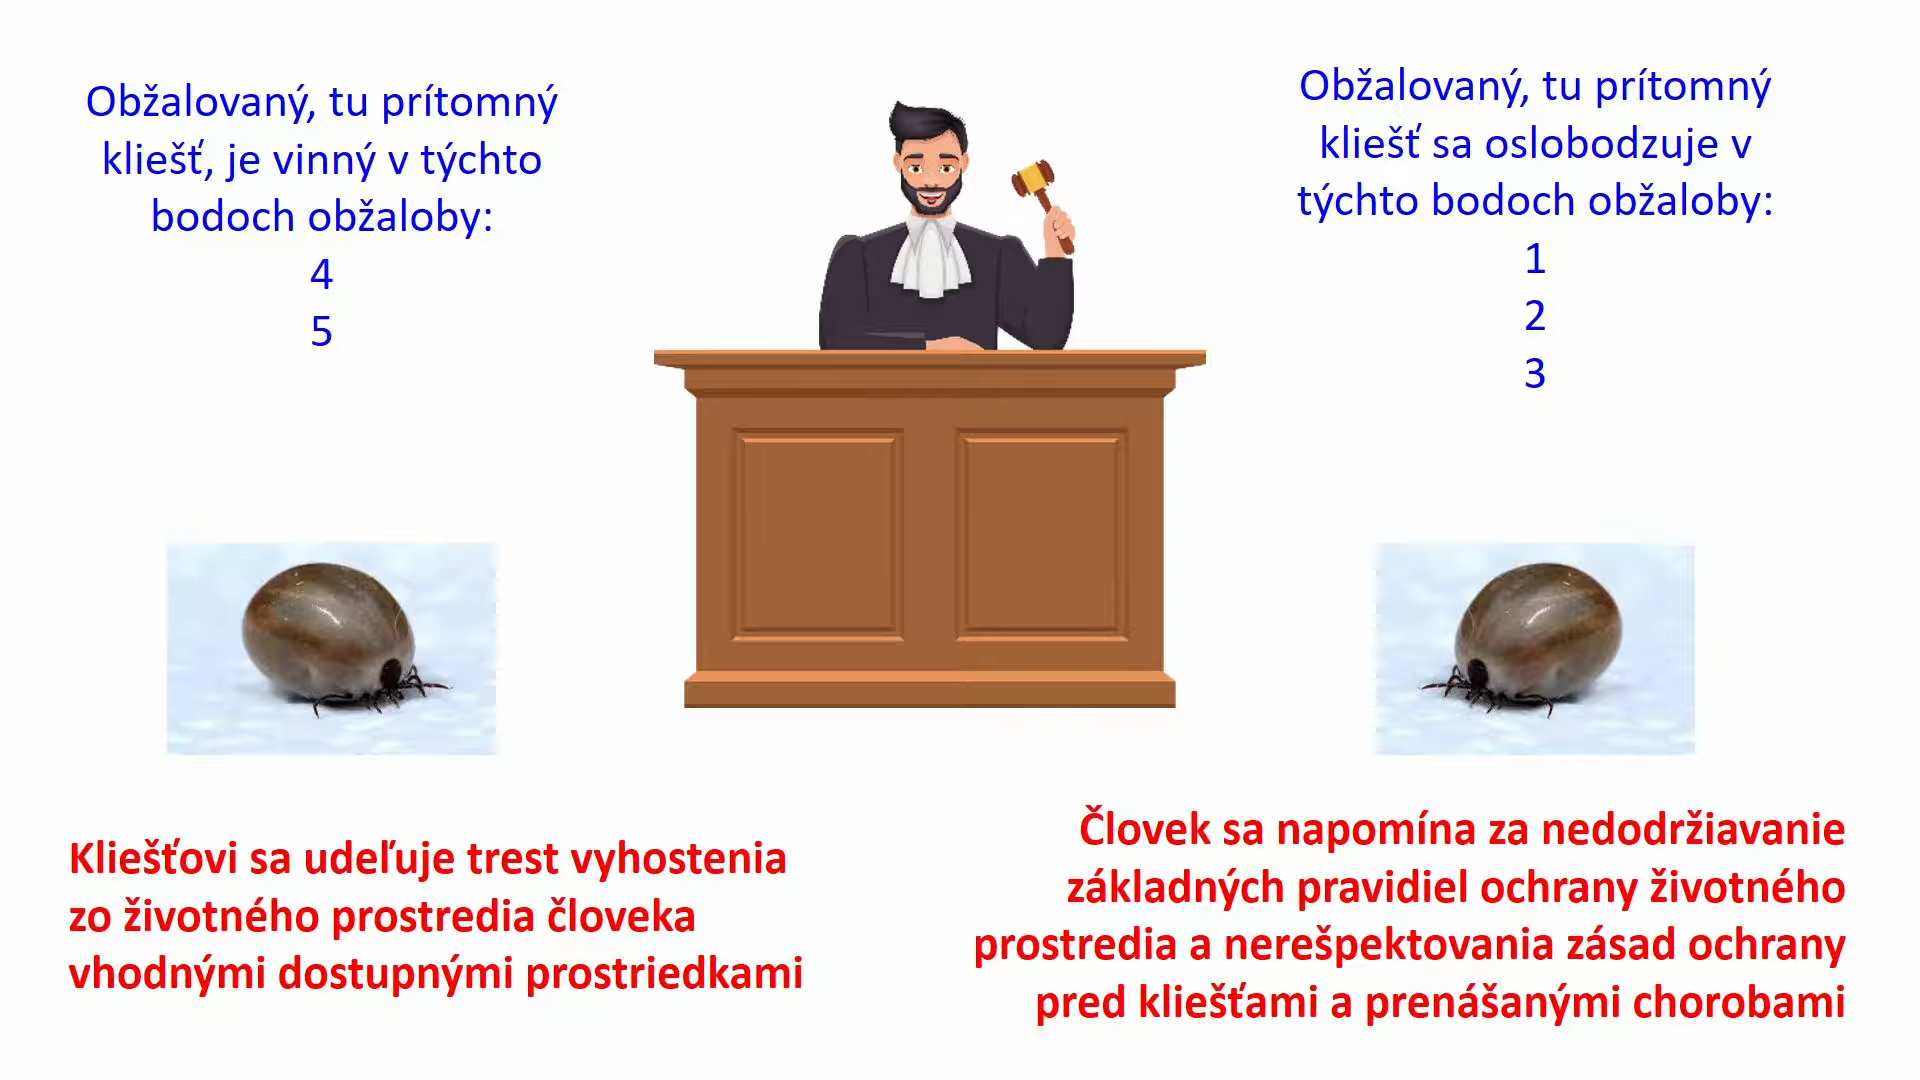 Obžalovaný, tu prítomný
kliešť, je vinný v týchto
bodoch obžaloby:
4
5
Obžalovaný, tu prítomný
kliešť sa oslobodzuje v
týchto bodoch obžaloby:
1
2
3
Kliešťovi sa udeľuje trest vyhostenia
zo životného prostredia človeka
vhodnými dostupnými prostriedkami
Človek sa napomína za nedodržiavanie
základných pravidiel ochrany životného
prostredia a nerešpektovania zásad ochrany
pred kliešťami a prenášanými chorobami